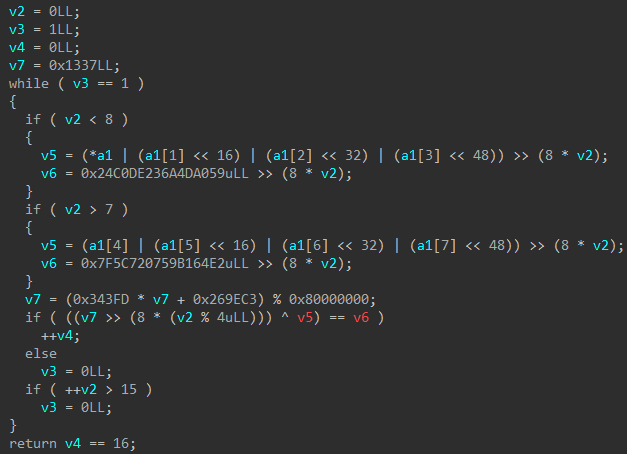 v2 = 0LL;
v3 = 1LL;
v4 = 0LL;
v7 = 0x1337LL;
while ( v3 == 1 )
{
  if ( v2 < 8 )
  {
    v5 = (*a1 | (a1[1] << 16) | (a1[2] << 32) | (a1[3] << 48)) >> (8 * v2);
    v6 = 0x24C0DE236A4DA059uLL >> (8 * v2);
  }
  if ( v2 > 7 )
  {
    v5 = (a1[4] | (a1[5] << 16) | (a1[6] << 32) | (a1[7] << 48)) >> (8 * v2);
    v6 = 0x7F5C720759B164E2uLL >> (8 * v2);
  }
  v7 = (0x343FD * v7 + 0x269EC3) % 0x80000000;
  if ( ((v7 >> (8 * (v2 % 4uLL))) ^ v5) == v6 )
    ++v4;
  else
    v3 = 0LL;
  if ( ++v2 > 15 )
    v3 = 0LL;
}
return v4 == 16;